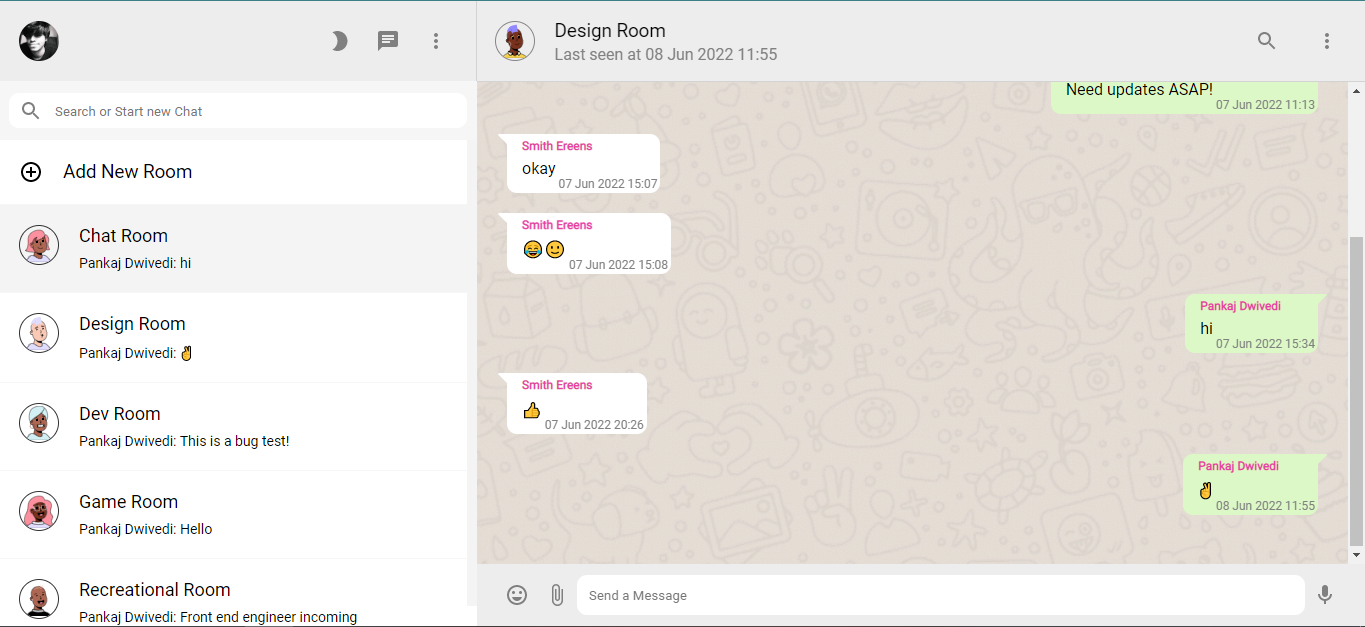 Search or Start new Chat
Add New Room
Chat Room
Pankaj Dwivedi: hi
Design Room
Pankaj Dwivedi: ✌
Dev Room
Pankaj Dwivedi: This is a bug test!
Game Room
Pankaj Dwivedi: Hello
Recreational Room
Pankaj Dwivedi: Front end engineer incoming
Design Room
Last seen at 08 Jun 2022 11:55
Need updates ASAP!
07 Jun 2022 11:13
Smith Ereens
okay
07 Jun 2022 15:07
Smith Ereens
😂🙂
07 Jun 2022 15:08
Pankaj Dwivedi
hi
07 Jun 2022 15:34
Smith Ereens
👍
07 Jun 2022 20:26
Pankaj Dwivedi
✌
08 Jun 2022 11:55
Send a Message